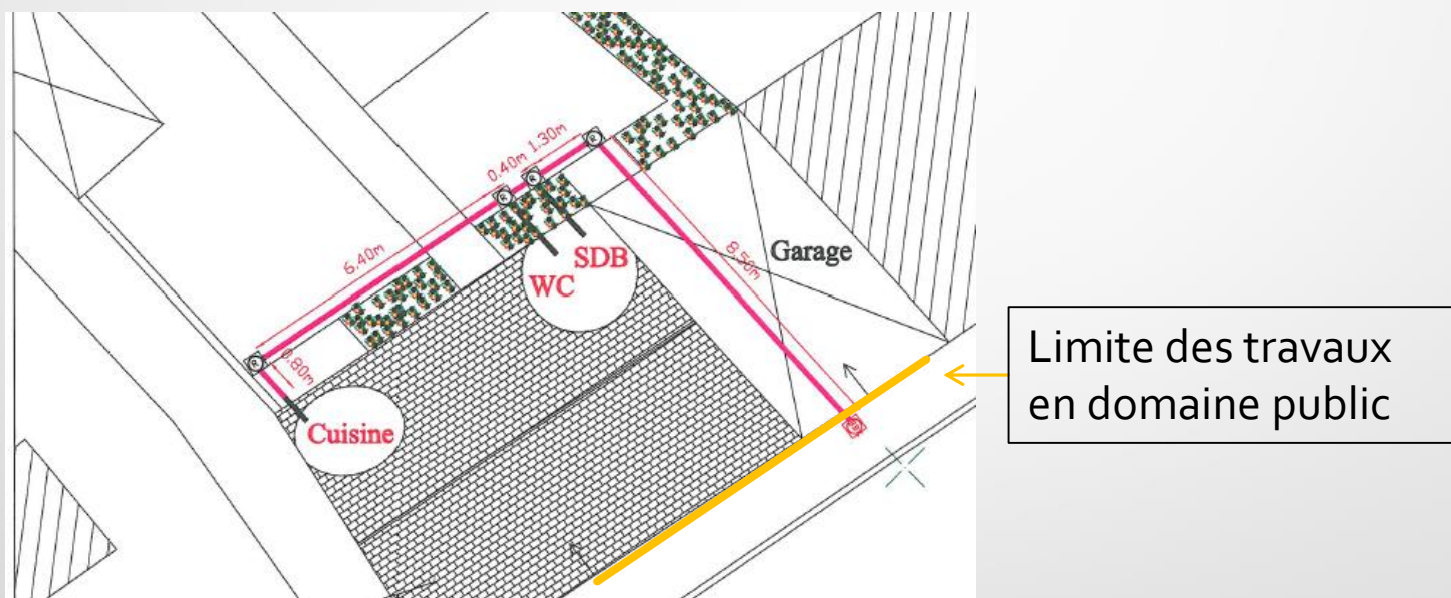 1.30m
0.40m
6.40m
8.50m
0.80m
R
R
R
R
Garage
SDB
WC
Cuisine
Limite des travaux
en domaine public